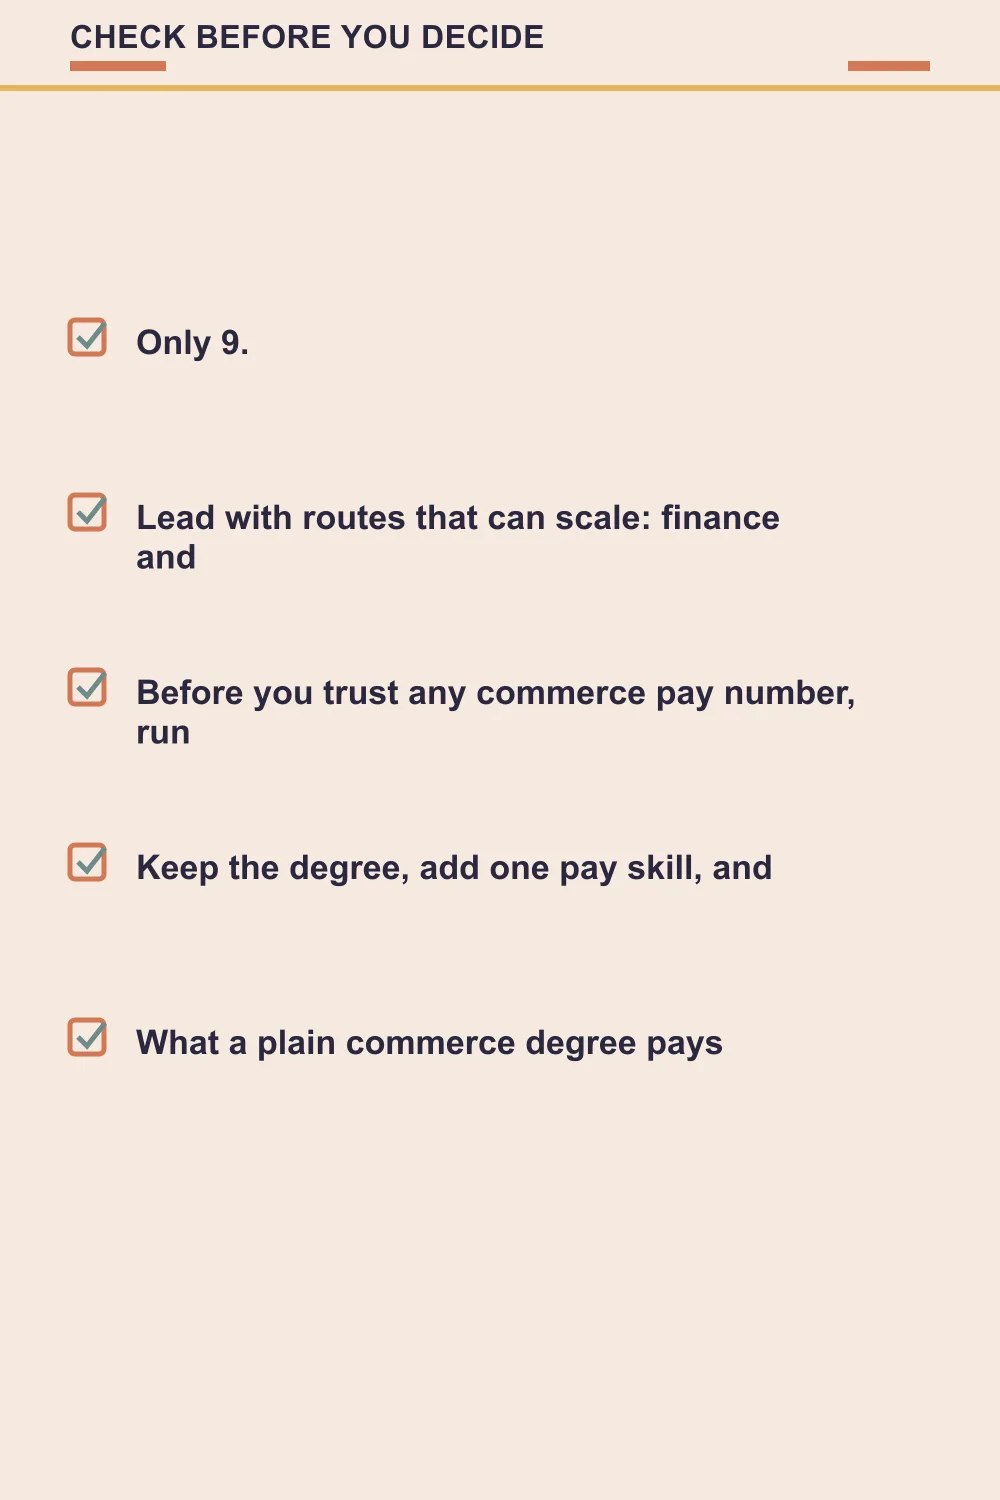 CHECK BEFORE YOU DECIDE
Only 9.
Lead with routes that can scale: finance
and
Before you trust any commerce pay number,
run
Keep the degree, add one pay skill, and
What a plain commerce degree pays